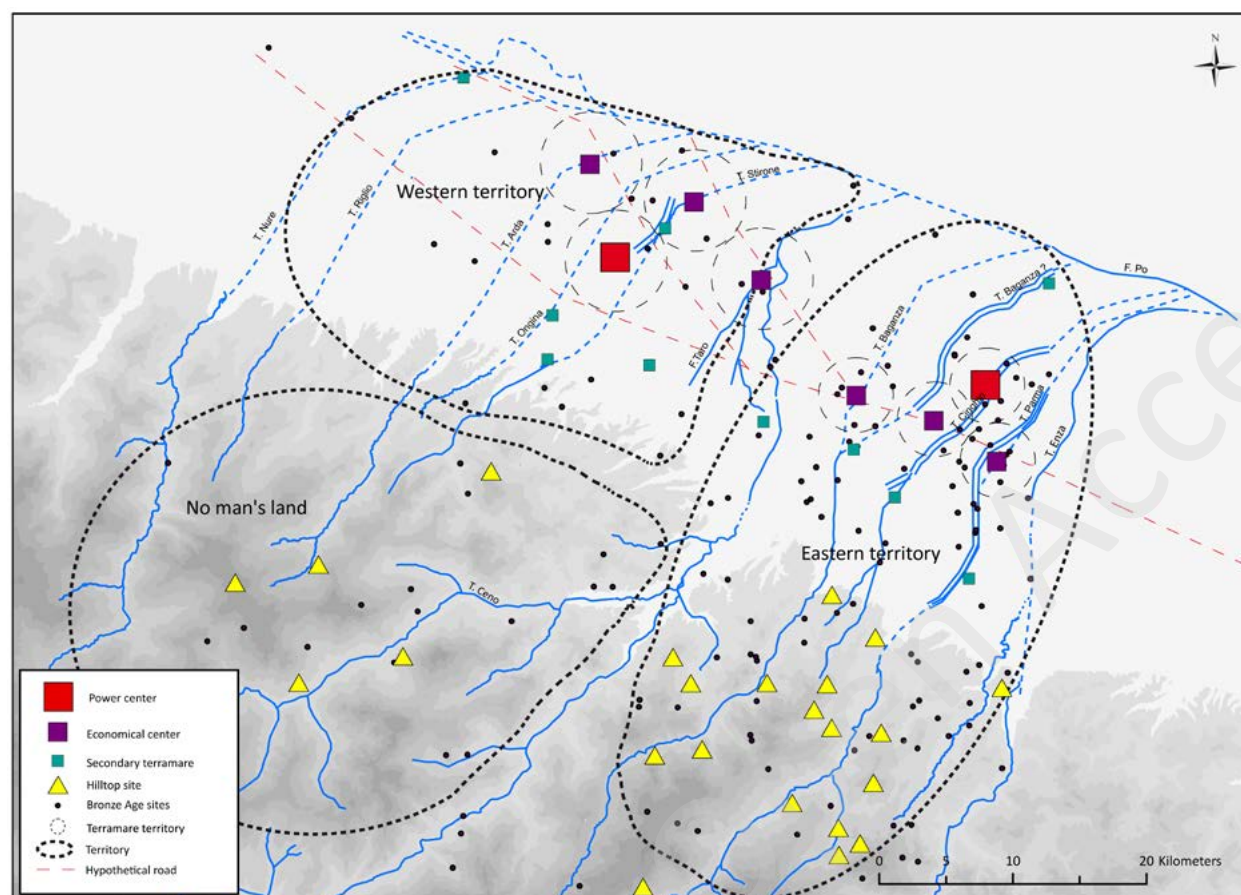 N
T. Nure
T. Riglio
Western territory
T. Arda
T. Stirone
T. Ongina
F. Taro
T. Baganza
T. Baganza ?
F. Po
T. Parma
T. Enza
No man's land
Eastern territory
T. Ceno
Power center
Economical center
Secondary terramare
Hilltop site
Bronze Age sites
Terramare territory
Territory
Hypothetical road
0 5 10 20 Kilometers
n Acce